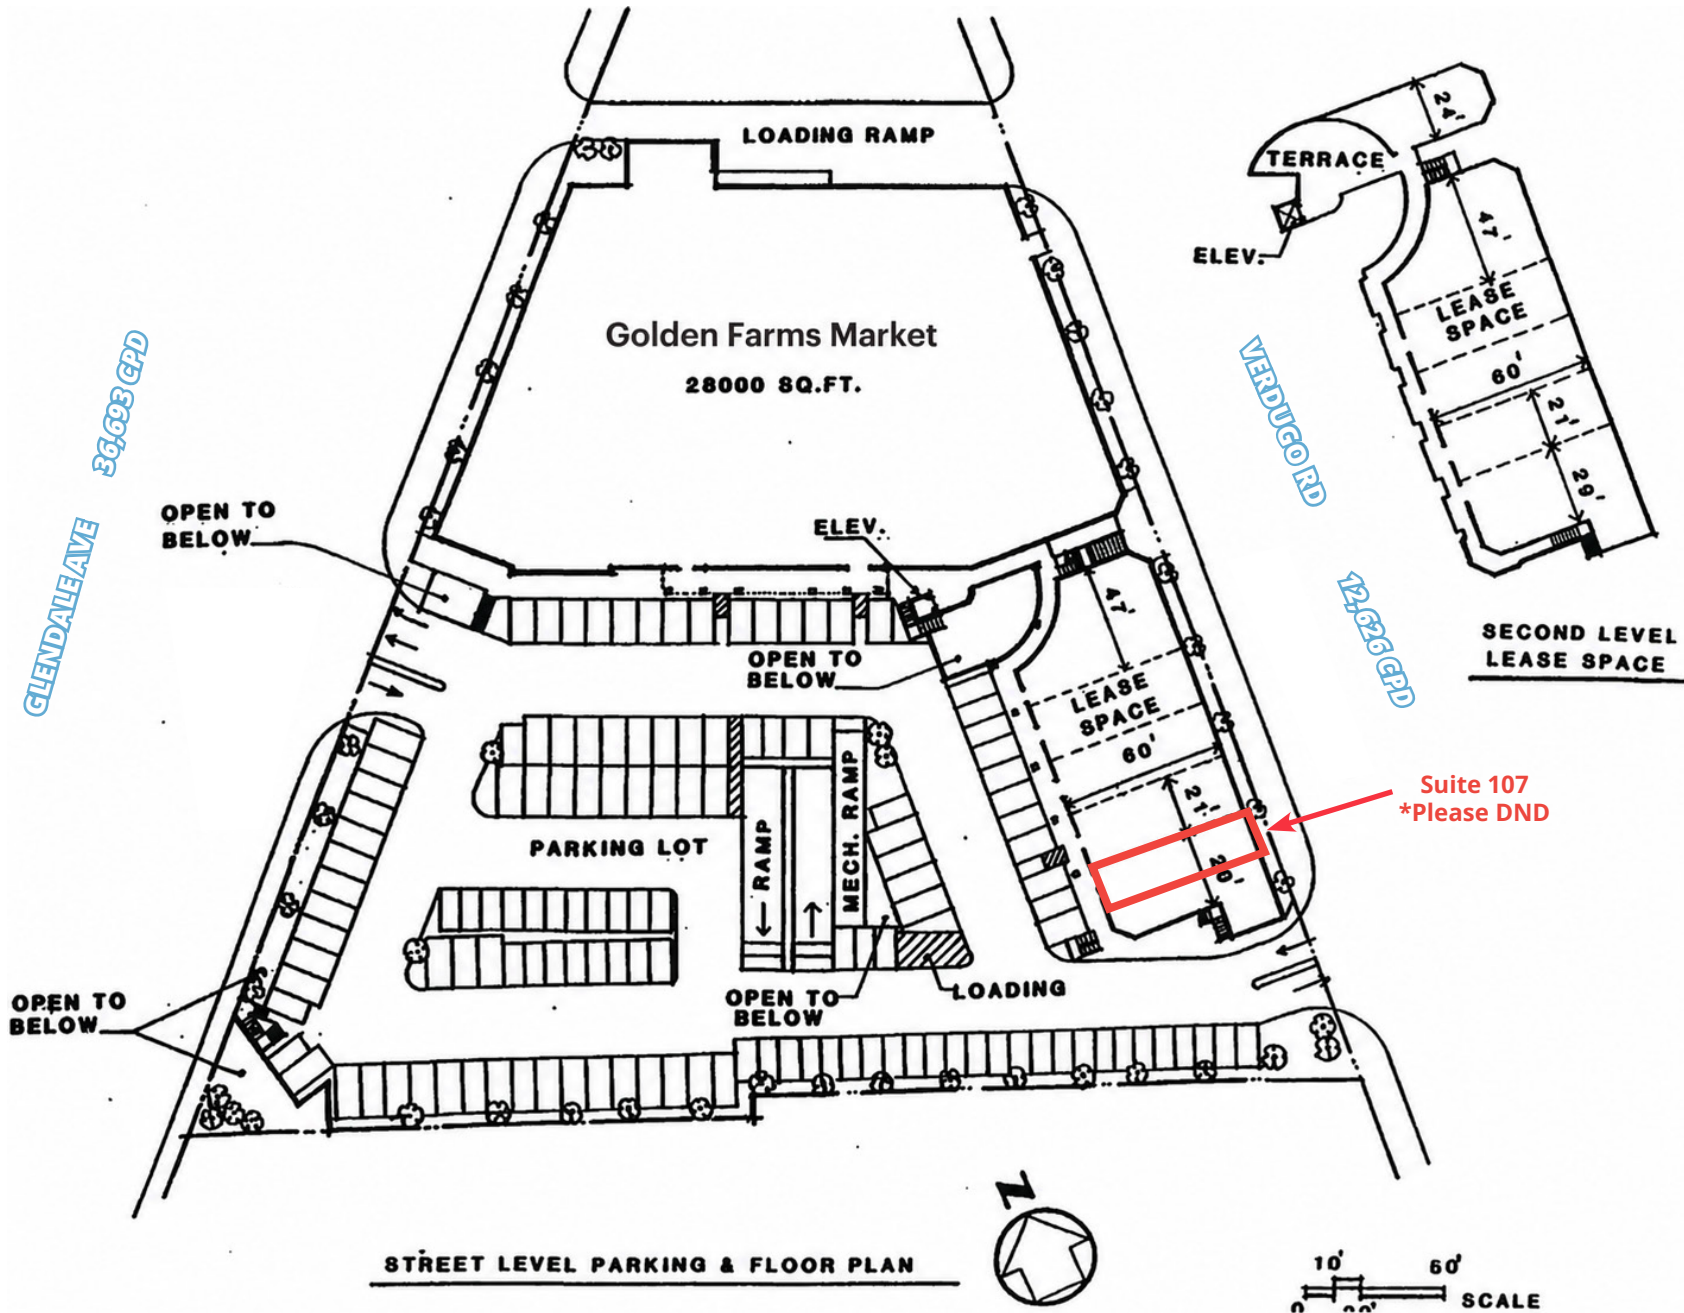 LOADING RAMP
24'
TERRACE
47'
ELEV.
LEASE
SPACE
60'
21'
29'
SECOND LEVEL
LEASE SPACE
Golden Farms Market
28000 SQ.FT.
GLENDALE AVE 36,693 CPD
VERDUGO RD 12,626 CPD
OPEN TO
BELOW
ELEV.
47'
OPEN TO
BELOW
LEASE
SPACE
60'
21'
20'
Suite 107
*Please DND
PARKING LOT
RAMP
MECH. RAMP
OPEN TO
BELOW
OPEN TO
BELOW
LOADING
N
STREET LEVEL PARKING & FLOOR PLAN
10' 60'
0
SCALE